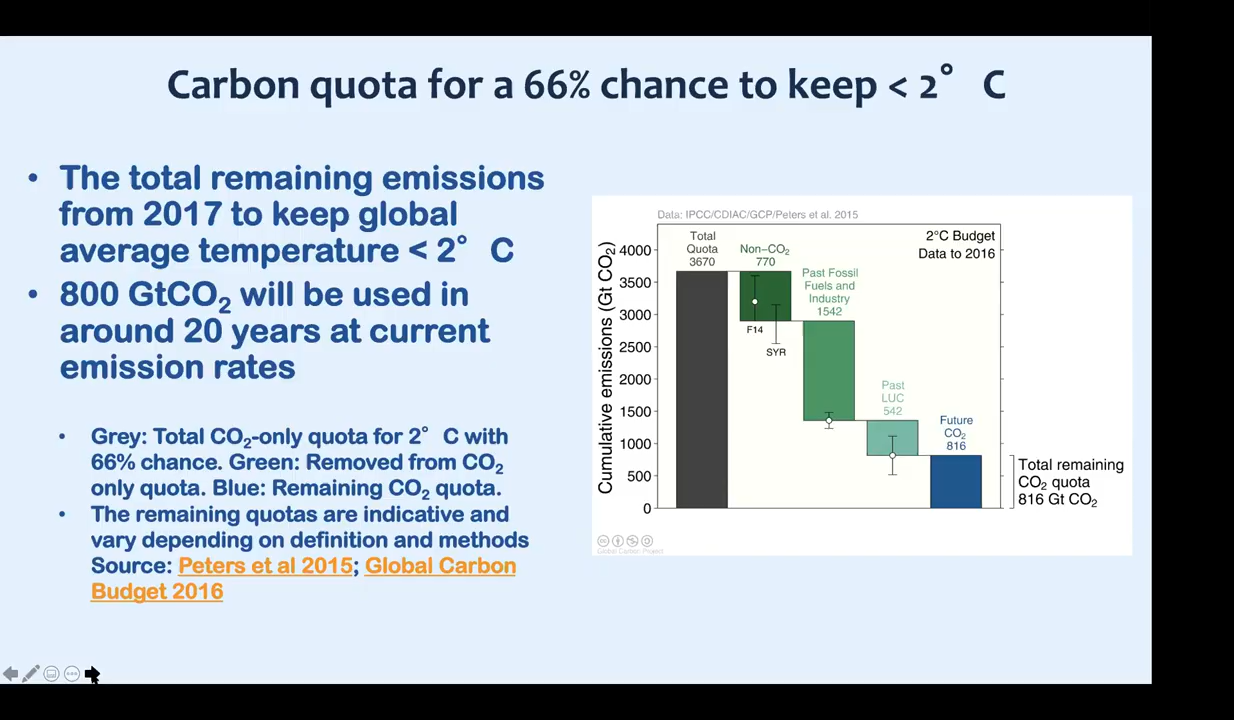 Carbon quota for a 66% chance to keep < 2° C
• The total remaining emissions
from 2017 to keep global
average temperature < 2° C
• 800 GtCO₂ will be used in
around 20 years at current
emission rates
• Grey: Total CO₂-only quota for 2° C with
66% chance. Green: Removed from CO₂
only quota. Blue: Remaining CO₂ quota.
• The remaining quotas are indicative and
vary depending on definition and methods
Source: Peters et al 2015; Global Carbon
Budget 2016
Data: IPCC/CDIAC/GCP/Peters et al. 2015
2°C Budget
Data to 2016
Cumulative emissions (Gt CO₂)
4000
3500
3000
2500
2000
1500
1000
500
0
Total
Quota
3670
Non−CO₂
770
F14
SYR
Past Fossil
Fuels and
Industry
1542
Past
LUC
542
Future
CO₂
816
Total remaining
CO₂ quota
816 Gt CO₂
Global Carbon Project